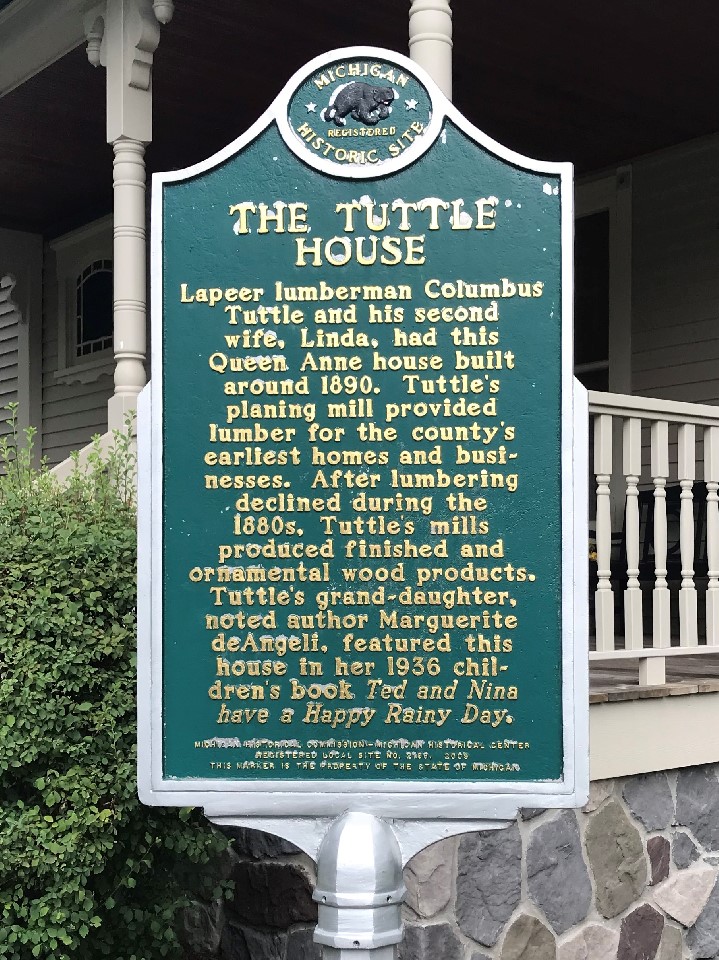 MICHIGAN
REGISTERED
HISTORIC SITE
THE TUTTLE
HOUSE
Lapeer lumberman Columbus
Tuttle and his second
wife, Linda, had this
Queen Anne house built
around 1890. Tuttle's
planing mill provided
lumber for the county's
earliest homes and busi-
nesses. After lumbering
declined during the
1880s, Tuttle's mills
produced finished and
ornamental wood products.
Tuttle's grand-daughter,
noted author Marguerite
deAngeli, featured this
house in her 1936 chil-
dren's book Ted and Nina
have a Happy Rainy Day.
MICHIGAN HISTORICAL COMMISSION–MICHIGAN HISTORICAL CENTER
REGISTERED LOCAL SITE NO.
THIS MARKER IS THE PROPERTY OF THE STATE OF MICHIGAN